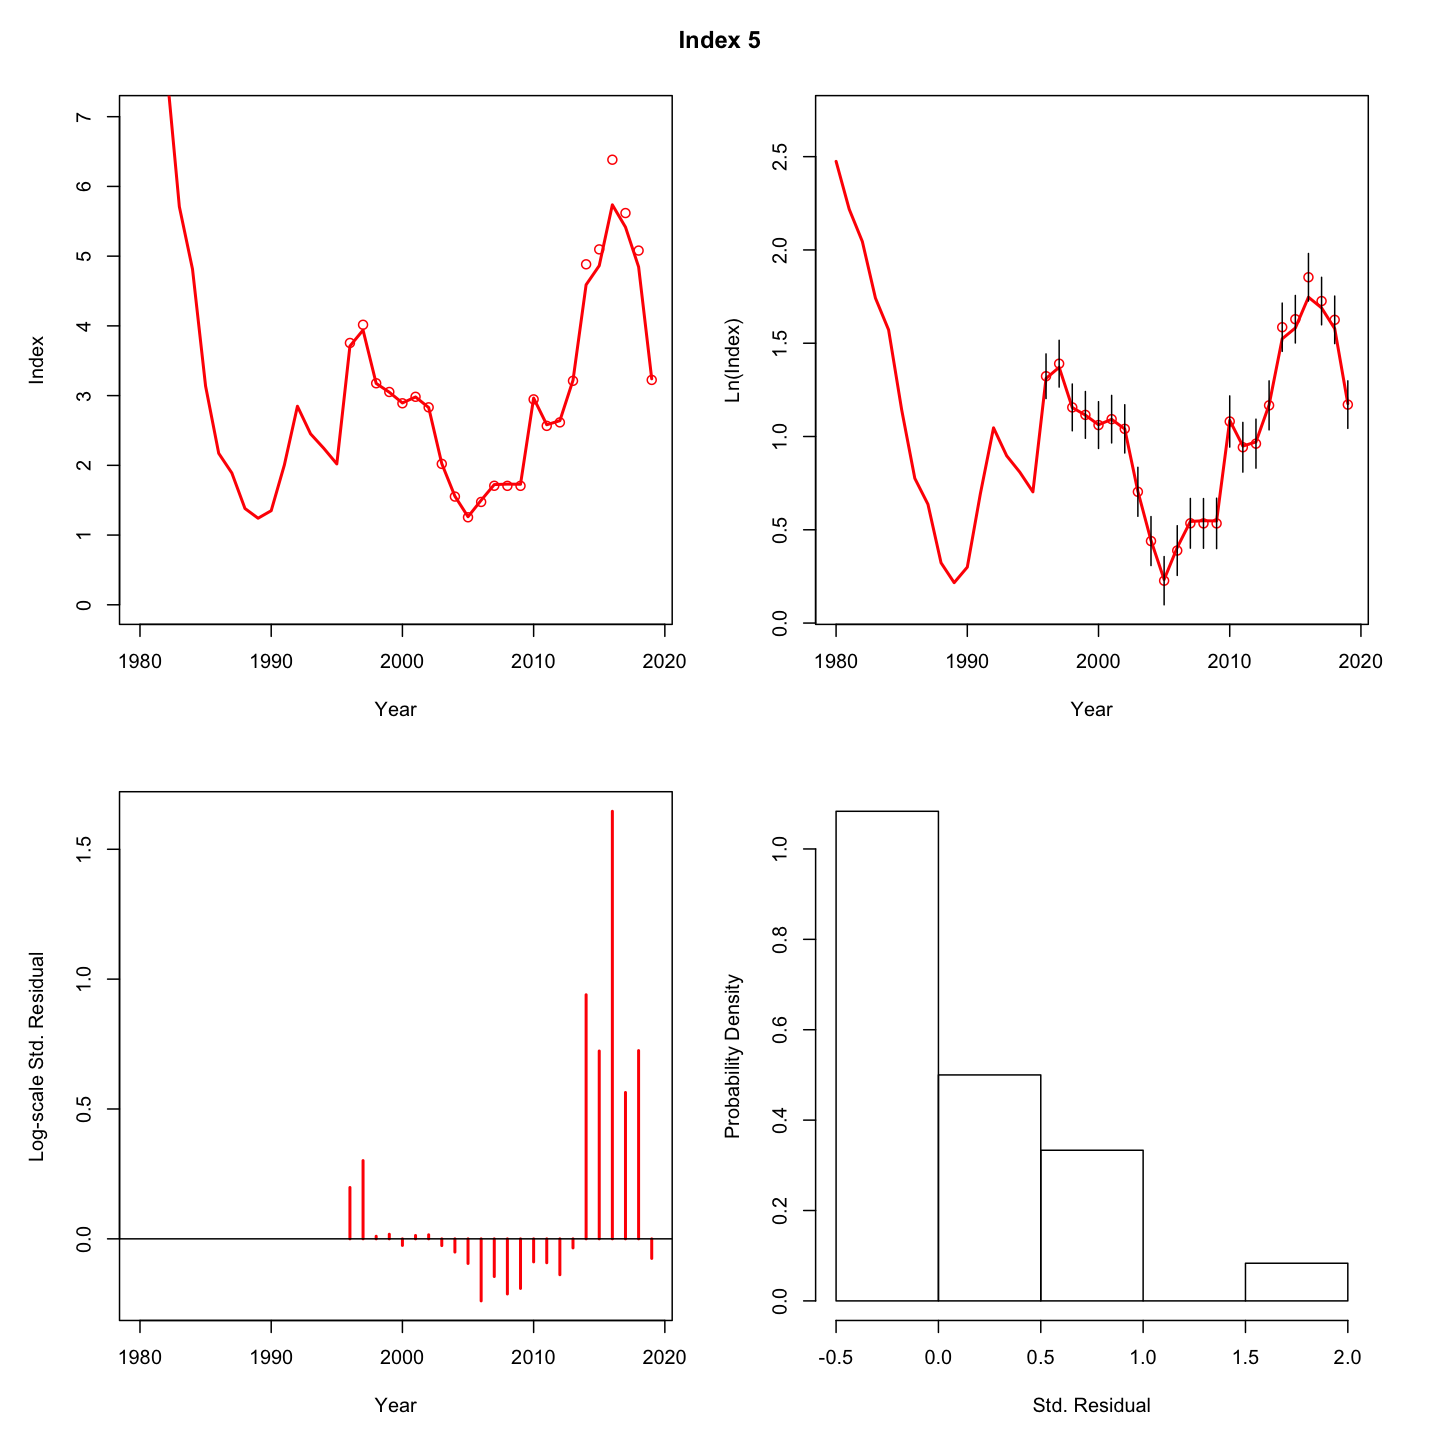 Index 5
Index
7
6
5
4
3
2
1
0
1980 1990 2000 2010 2020
Year
Ln(Index)
2.5
2.0
1.5
1.0
0.5
0.0
1980 1990 2000 2010 2020
Year
Log-scale Std. Residual
1.5
1.0
0.5
0.0
1980 1990 2000 2010 2020
Year
Probability Density
1.0
0.8
0.6
0.4
0.2
0.0
-0.5 0.0 0.5 1.0 1.5 2.0
Std. Residual